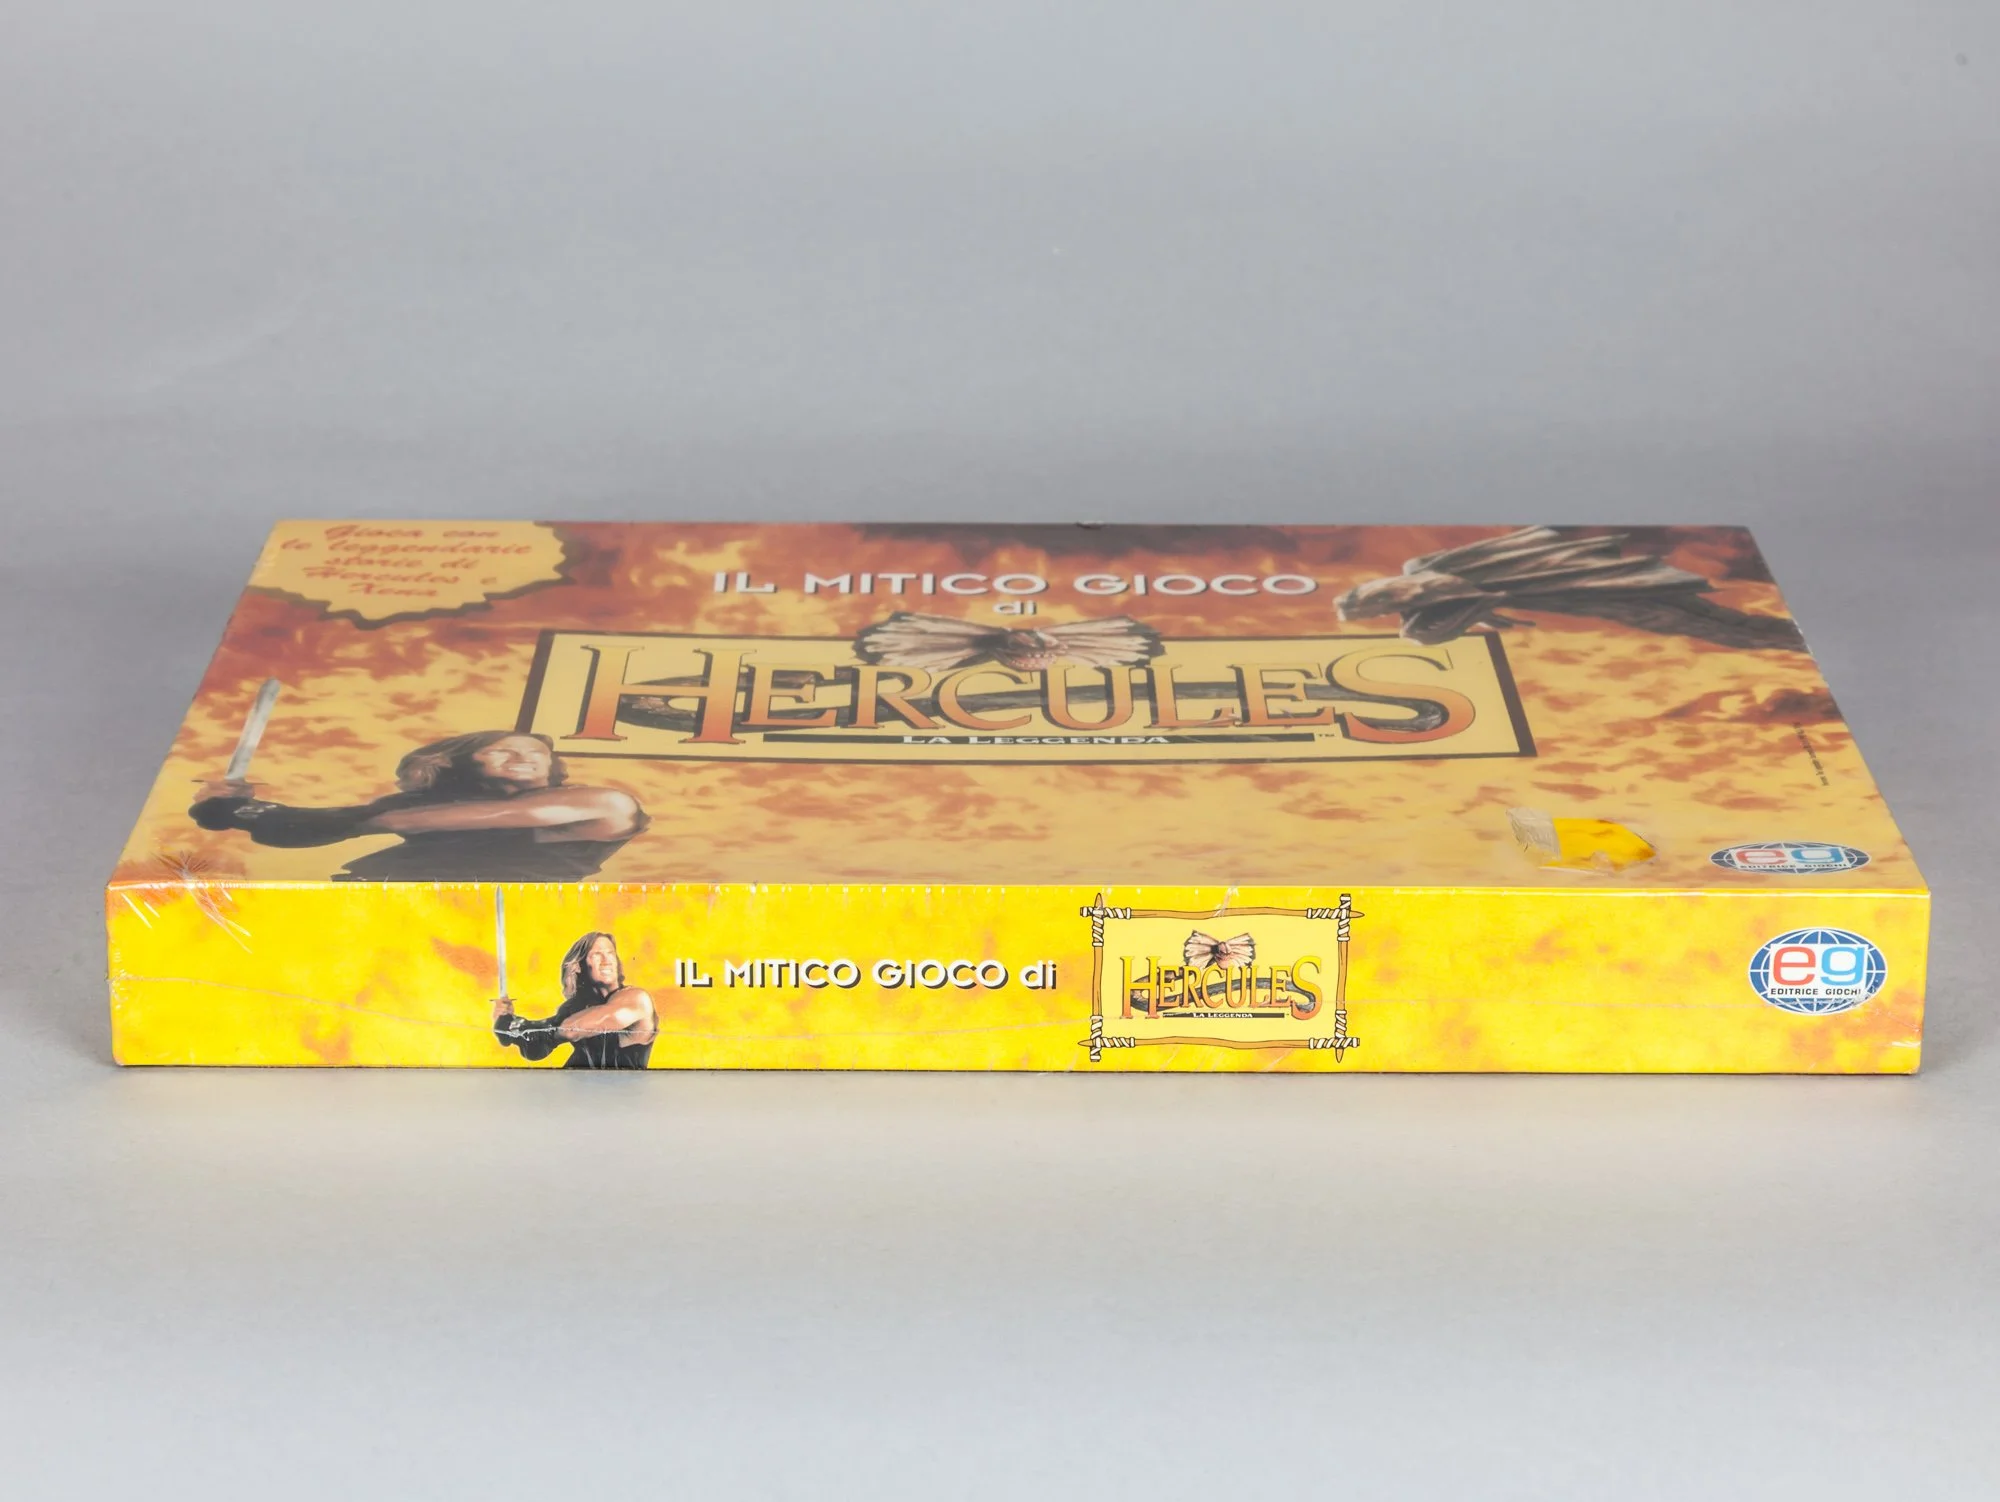 Gioca con
le leggendarie
storie di
Hercules e
Xena
IL MITICO GIOCO
di
HERCULES
LA LEGGENDA
TM
eg
EDITRICE GIOCHI
IL MITICO GIOCO di
HERCULES
LA LEGGENDA
eg
EDITRICE GIOCHI